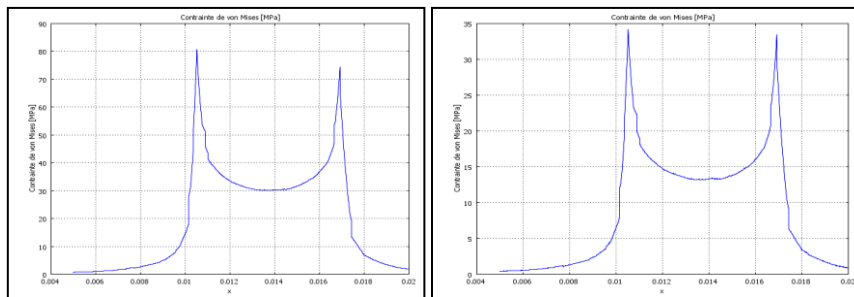 Contrainte de von Mises [MPa]
90
80
70
60
50
40
30
20
10
0
Contrainte de von Mises [MPa]
0.004 0.006 0.008 0.010 0.012 0.014 0.016 0.018 0.02
x
Contrainte de von Mises [MPa]
35
30
25
20
15
10
5
0
Contrainte de von Mises [MPa]
0.004 0.006 0.008 0.01 0.012 0.014 0.016 0.018 0.02
x